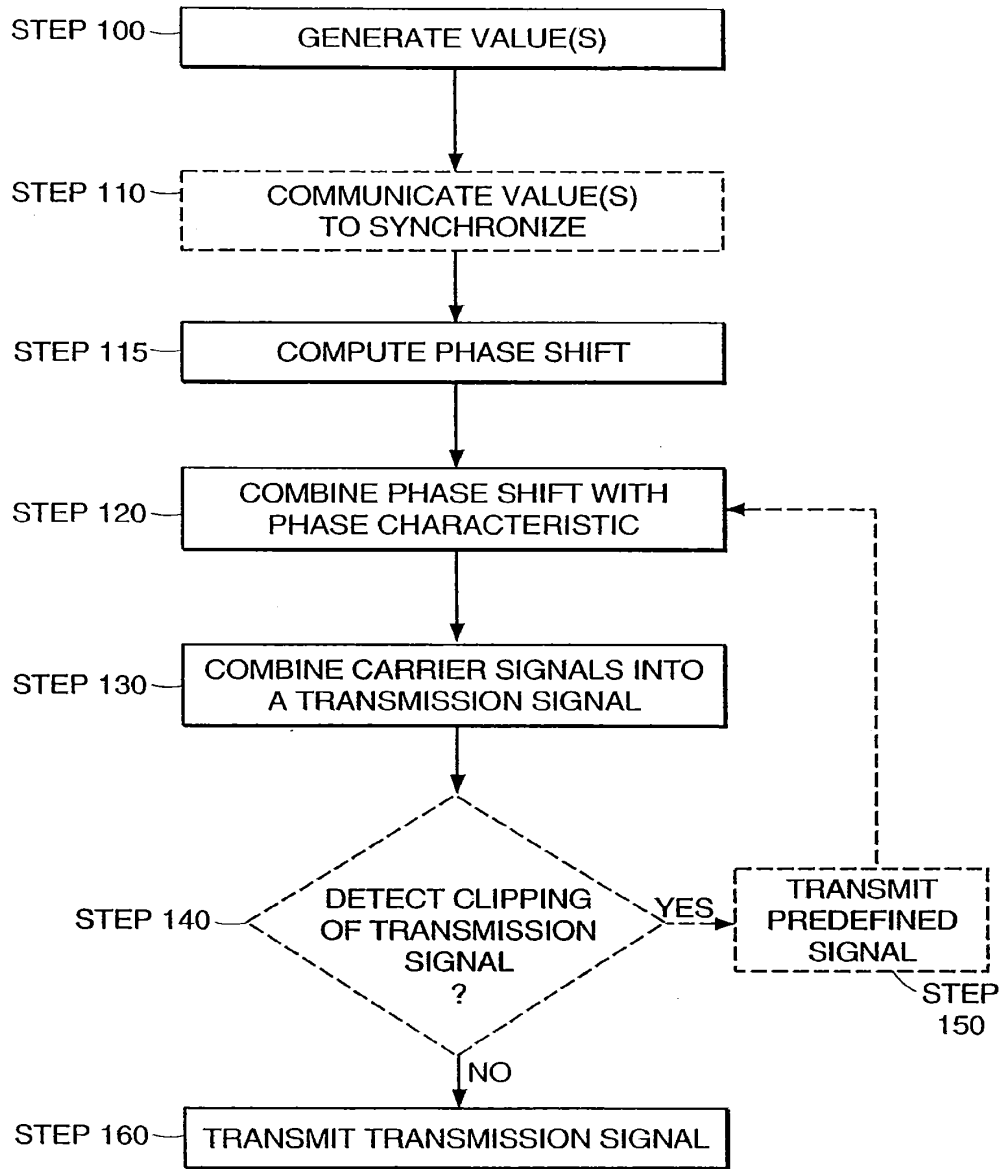 STEP 100
GENERATE VALUE(S)
STEP 110
COMMUNICATE VALUE(S)
TO SYNCHRONIZE
STEP 115
COMPUTE PHASE SHIFT
STEP 120
COMBINE PHASE SHIFT WITH
PHASE CHARACTERISTIC
STEP 130
COMBINE CARRIER SIGNALS INTO
A TRANSMISSION SIGNAL
STEP 140
DETECT CLIPPING
OF TRANSMISSION
SIGNAL
?
YES
TRANSMIT
PREDEFINED
SIGNAL
STEP
150
NO
STEP 160
TRANSMIT TRANSMISSION SIGNAL